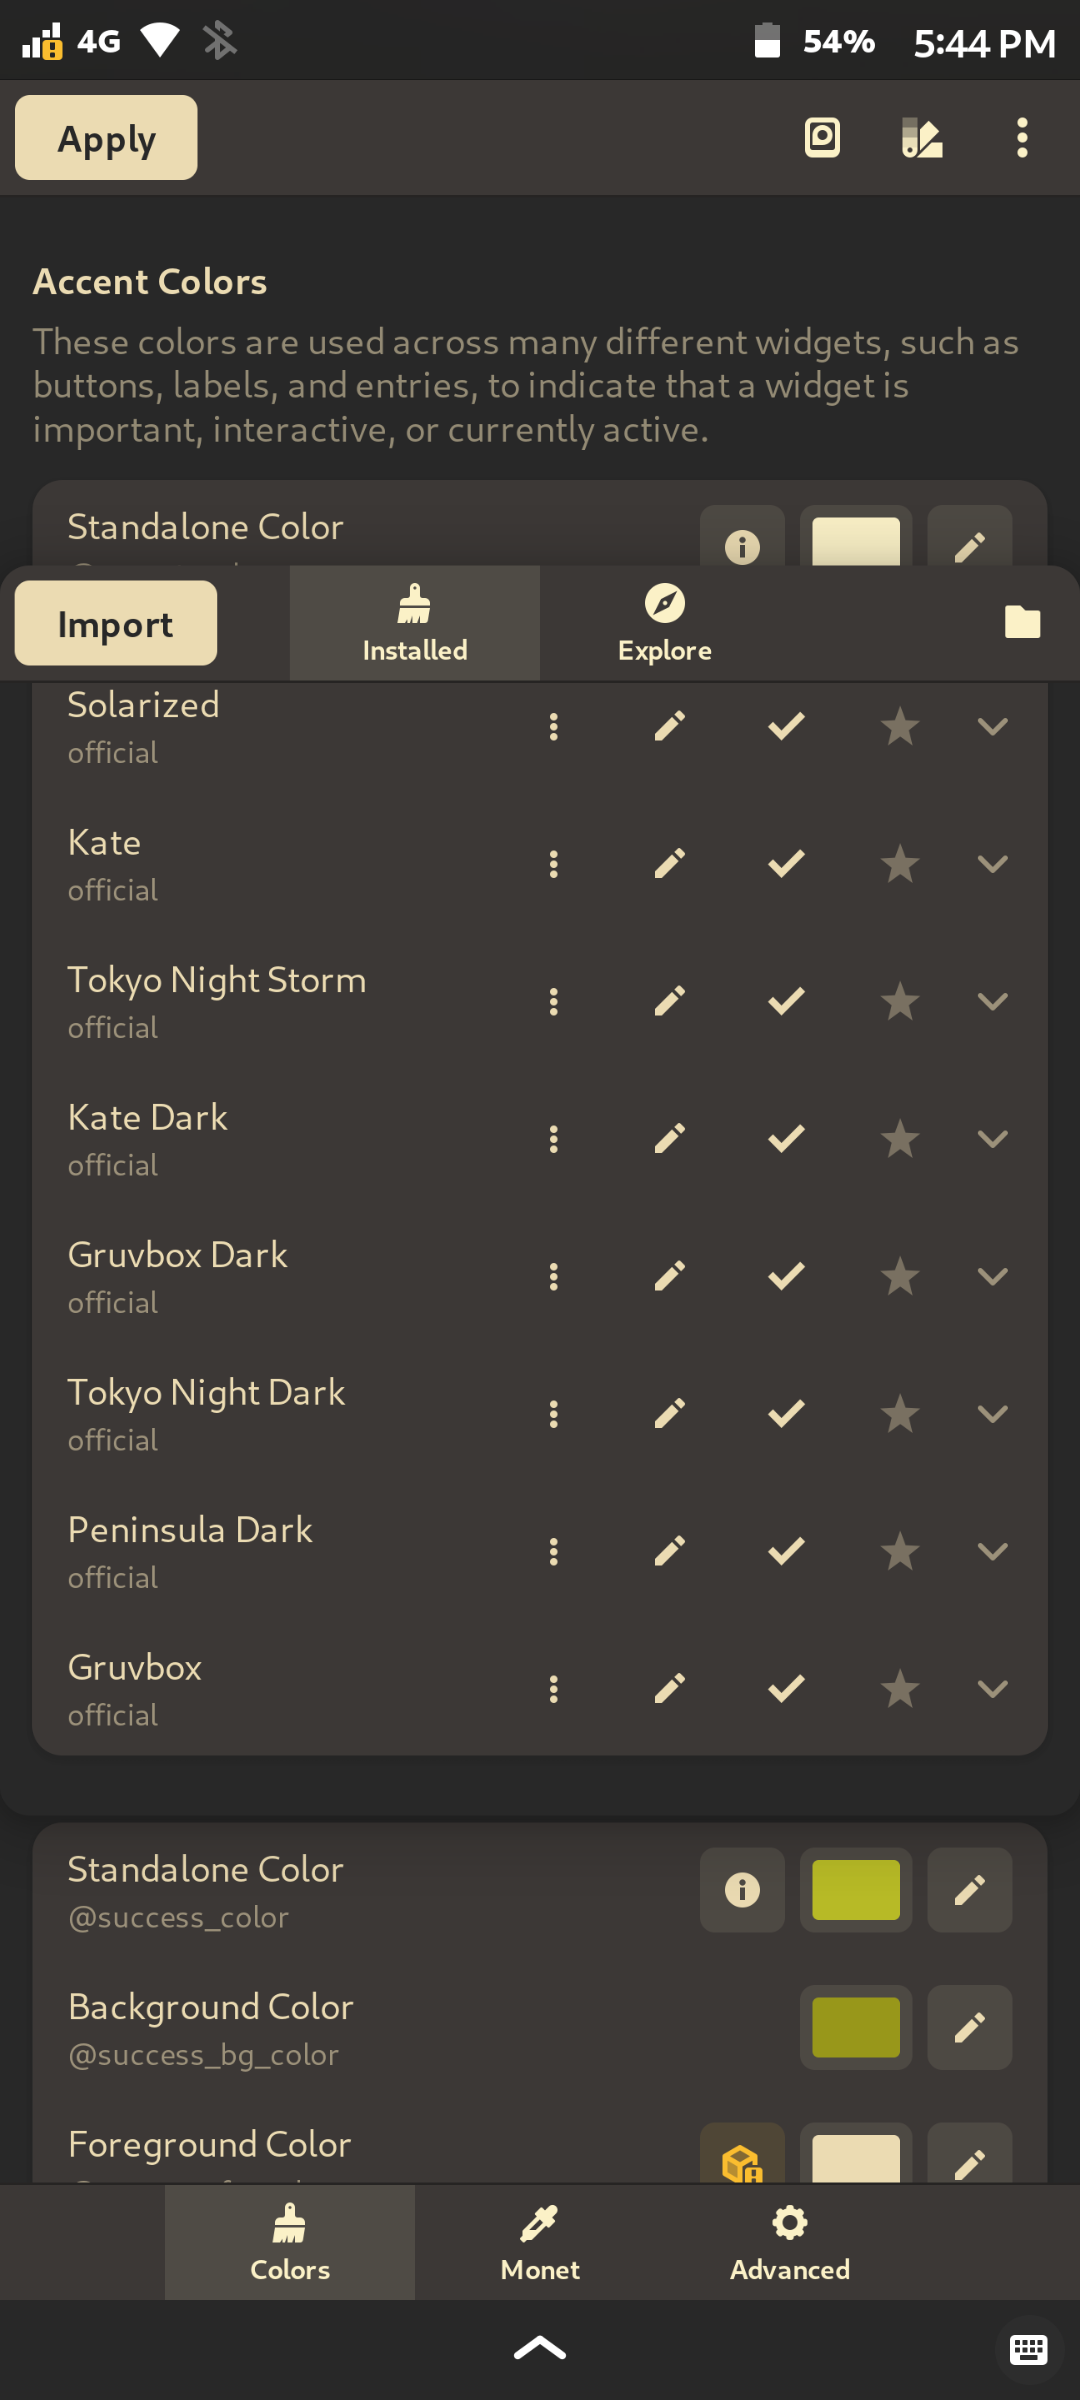 4G
54%
5:44 PM
Apply
Accent Colors
These colors are used across many different widgets, such as
buttons, labels, and entries, to indicate that a widget is
important, interactive, or currently active.
Standalone Color
Import
Installed
Explore
Solarized
official
Kate
official
Tokyo Night Storm
official
Kate Dark
official
Gruvbox Dark
official
Tokyo Night Dark
official
Peninsula Dark
official
Gruvbox
official
Standalone Color
@success_color
Background Color
@success_bg_color
Foreground Color
Colors
Monet
Advanced